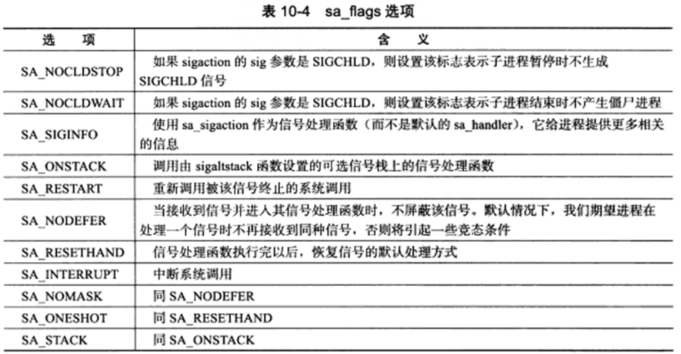 表 10-4 sa_flags 选项
选 项 含 义
SA_NOCLDSTOP 如果 sigaction 的 sig 参数是 SIGCHLD，则设置该标志表示子进程暂停时不生成
SIGCHLD 信号
SA_NOCLDWAIT 如果 sigaction 的 sig 参数是 SIGCHLD，则设置该标志表示子进程结束时不产生僵尸进程
SA_SIGINFO 使用 sa_sigaction 作为信号处理函数（而不是默认的 sa_handler），它给进程提供更多相关
的信息
SA_ONSTACK 调用由 sigaltstack 函数设置的可选信号栈上的信号处理函数
SA_RESTART 重新调用被该信号终止的系统调用
SA_NODEFER 当接收到信号并进入其信号处理函数时，不屏蔽该信号。默认情况下，我们期望进程在
处理一个信号时不再接收到同种信号，否则将引起一些竞态条件
SA_RESETHAND 信号处理函数执行完以后，恢复信号的默认处理方式
SA_INTERRUPT 中断系统调用
SA_NOMASK 同 SA_NODEFER
SA_ONESHOT 同 SA_RESETHAND
SA_STACK 同 SA_ONSTACK